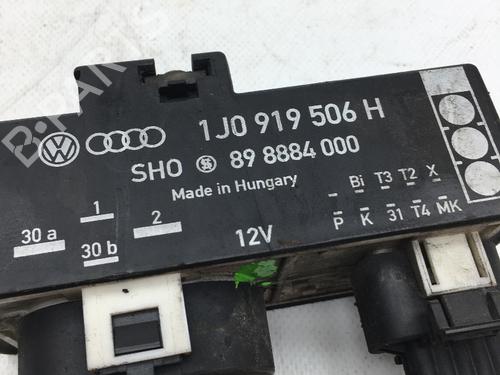 B-PARTS
1J0 919 506 H
SHO 89 8884 000
Made in Hungary
Bi T3 T2 X
P K 31 T4 MK
1 2
30 a
30 b
12V